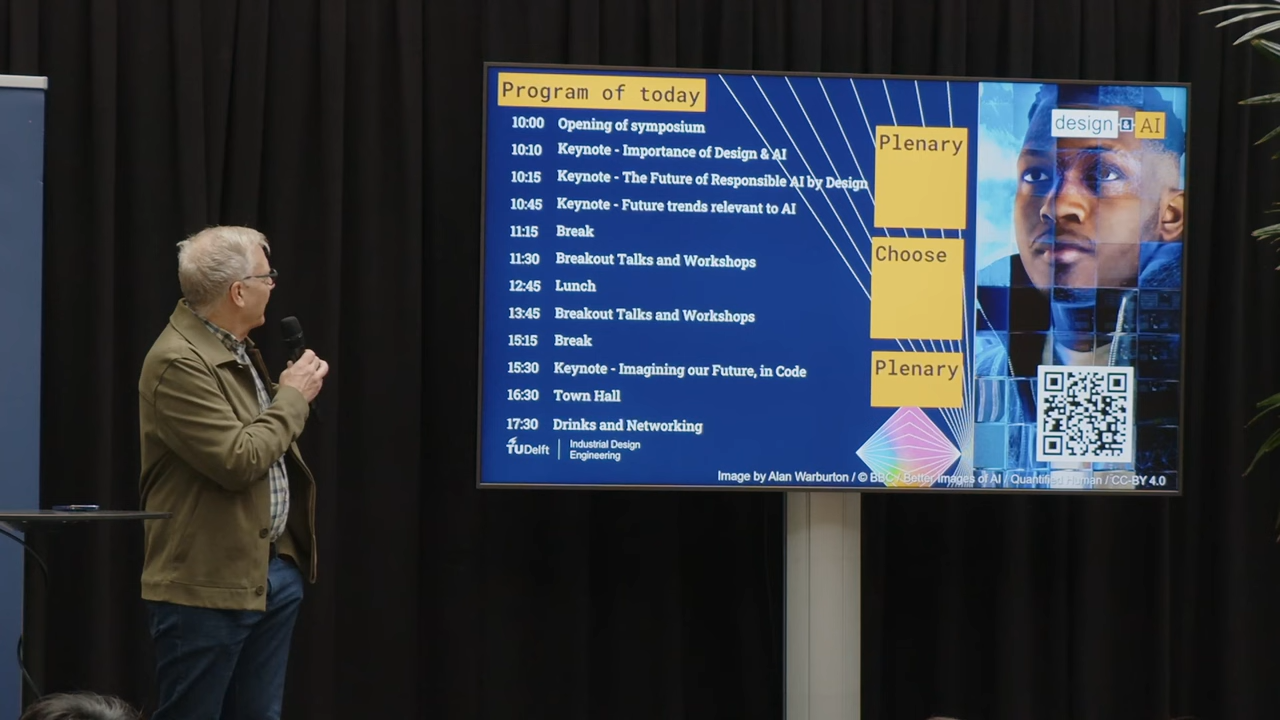 Program of today
10:00 Opening of symposium
10:10 Keynote - Importance of Design & AI
10:15 Keynote - The Future of Responsible AI by Design
10:45 Keynote - Future trends relevant to AI
11:15 Break
11:30 Breakout Talks and Workshops
12:45 Lunch
13:45 Breakout Talks and Workshops
15:15 Break
15:30 Keynote - Imagining our Future, in Code
16:30 Town Hall
17:30 Drinks and Networking
Plenary
Choose
Plenary
design & AI
TUDelft
Industrial Design
Engineering
Image by Alan Warburton / © BBC / Better Images of AI / Quantified Human / CC-BY 4.0